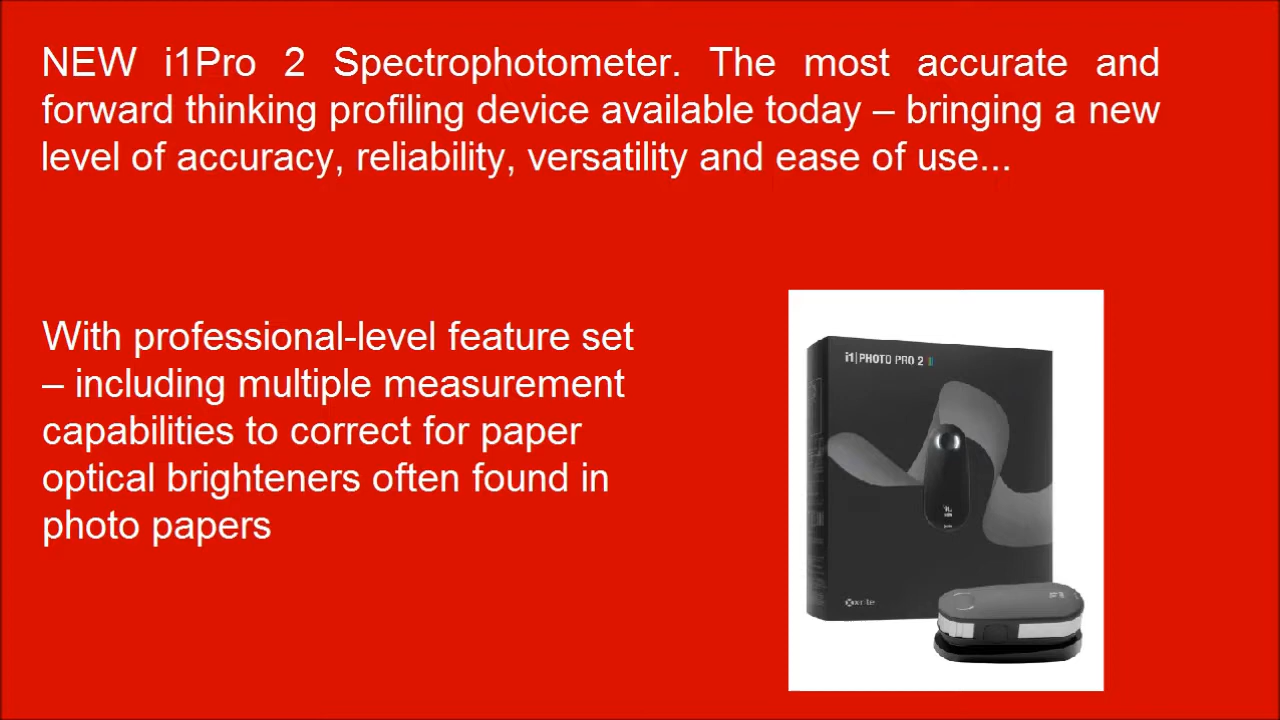 NEW i1Pro 2 Spectrophotometer. The most accurate and
forward thinking profiling device available today – bringing a new
level of accuracy, reliability, versatility and ease of use...
With professional-level feature set
– including multiple measurement
capabilities to correct for paper
optical brighteners often found in
photo papers
i1|PHOTO PRO 2
x-rite